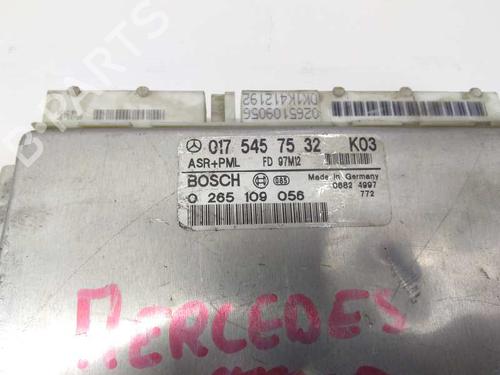 0265109056
DK1K412192
017 545 75 32 K03
ASR+PML FD 97M12
BOSCH
Made in Germany
0682 4997
0 265 109 056
772
MERCEDES